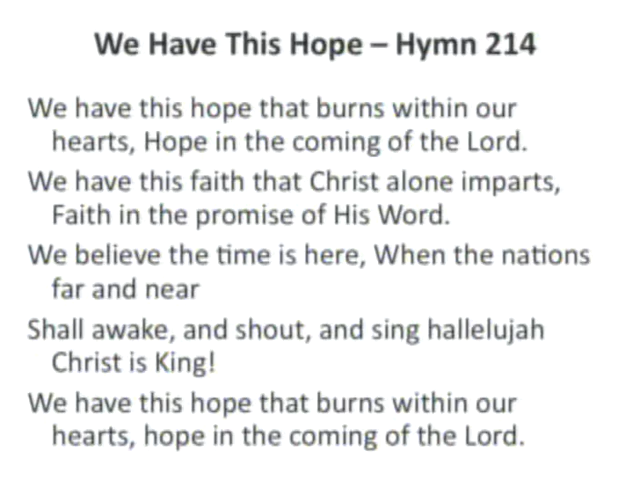 We Have This Hope – Hymn 214
We have this hope that burns within our
hearts, Hope in the coming of the Lord.
We have this faith that Christ alone imparts,
Faith in the promise of His Word.
We believe the time is here, When the nations
far and near
Shall awake, and shout, and sing hallelujah
Christ is King!
We have this hope that burns within our
hearts, hope in the coming of the Lord.